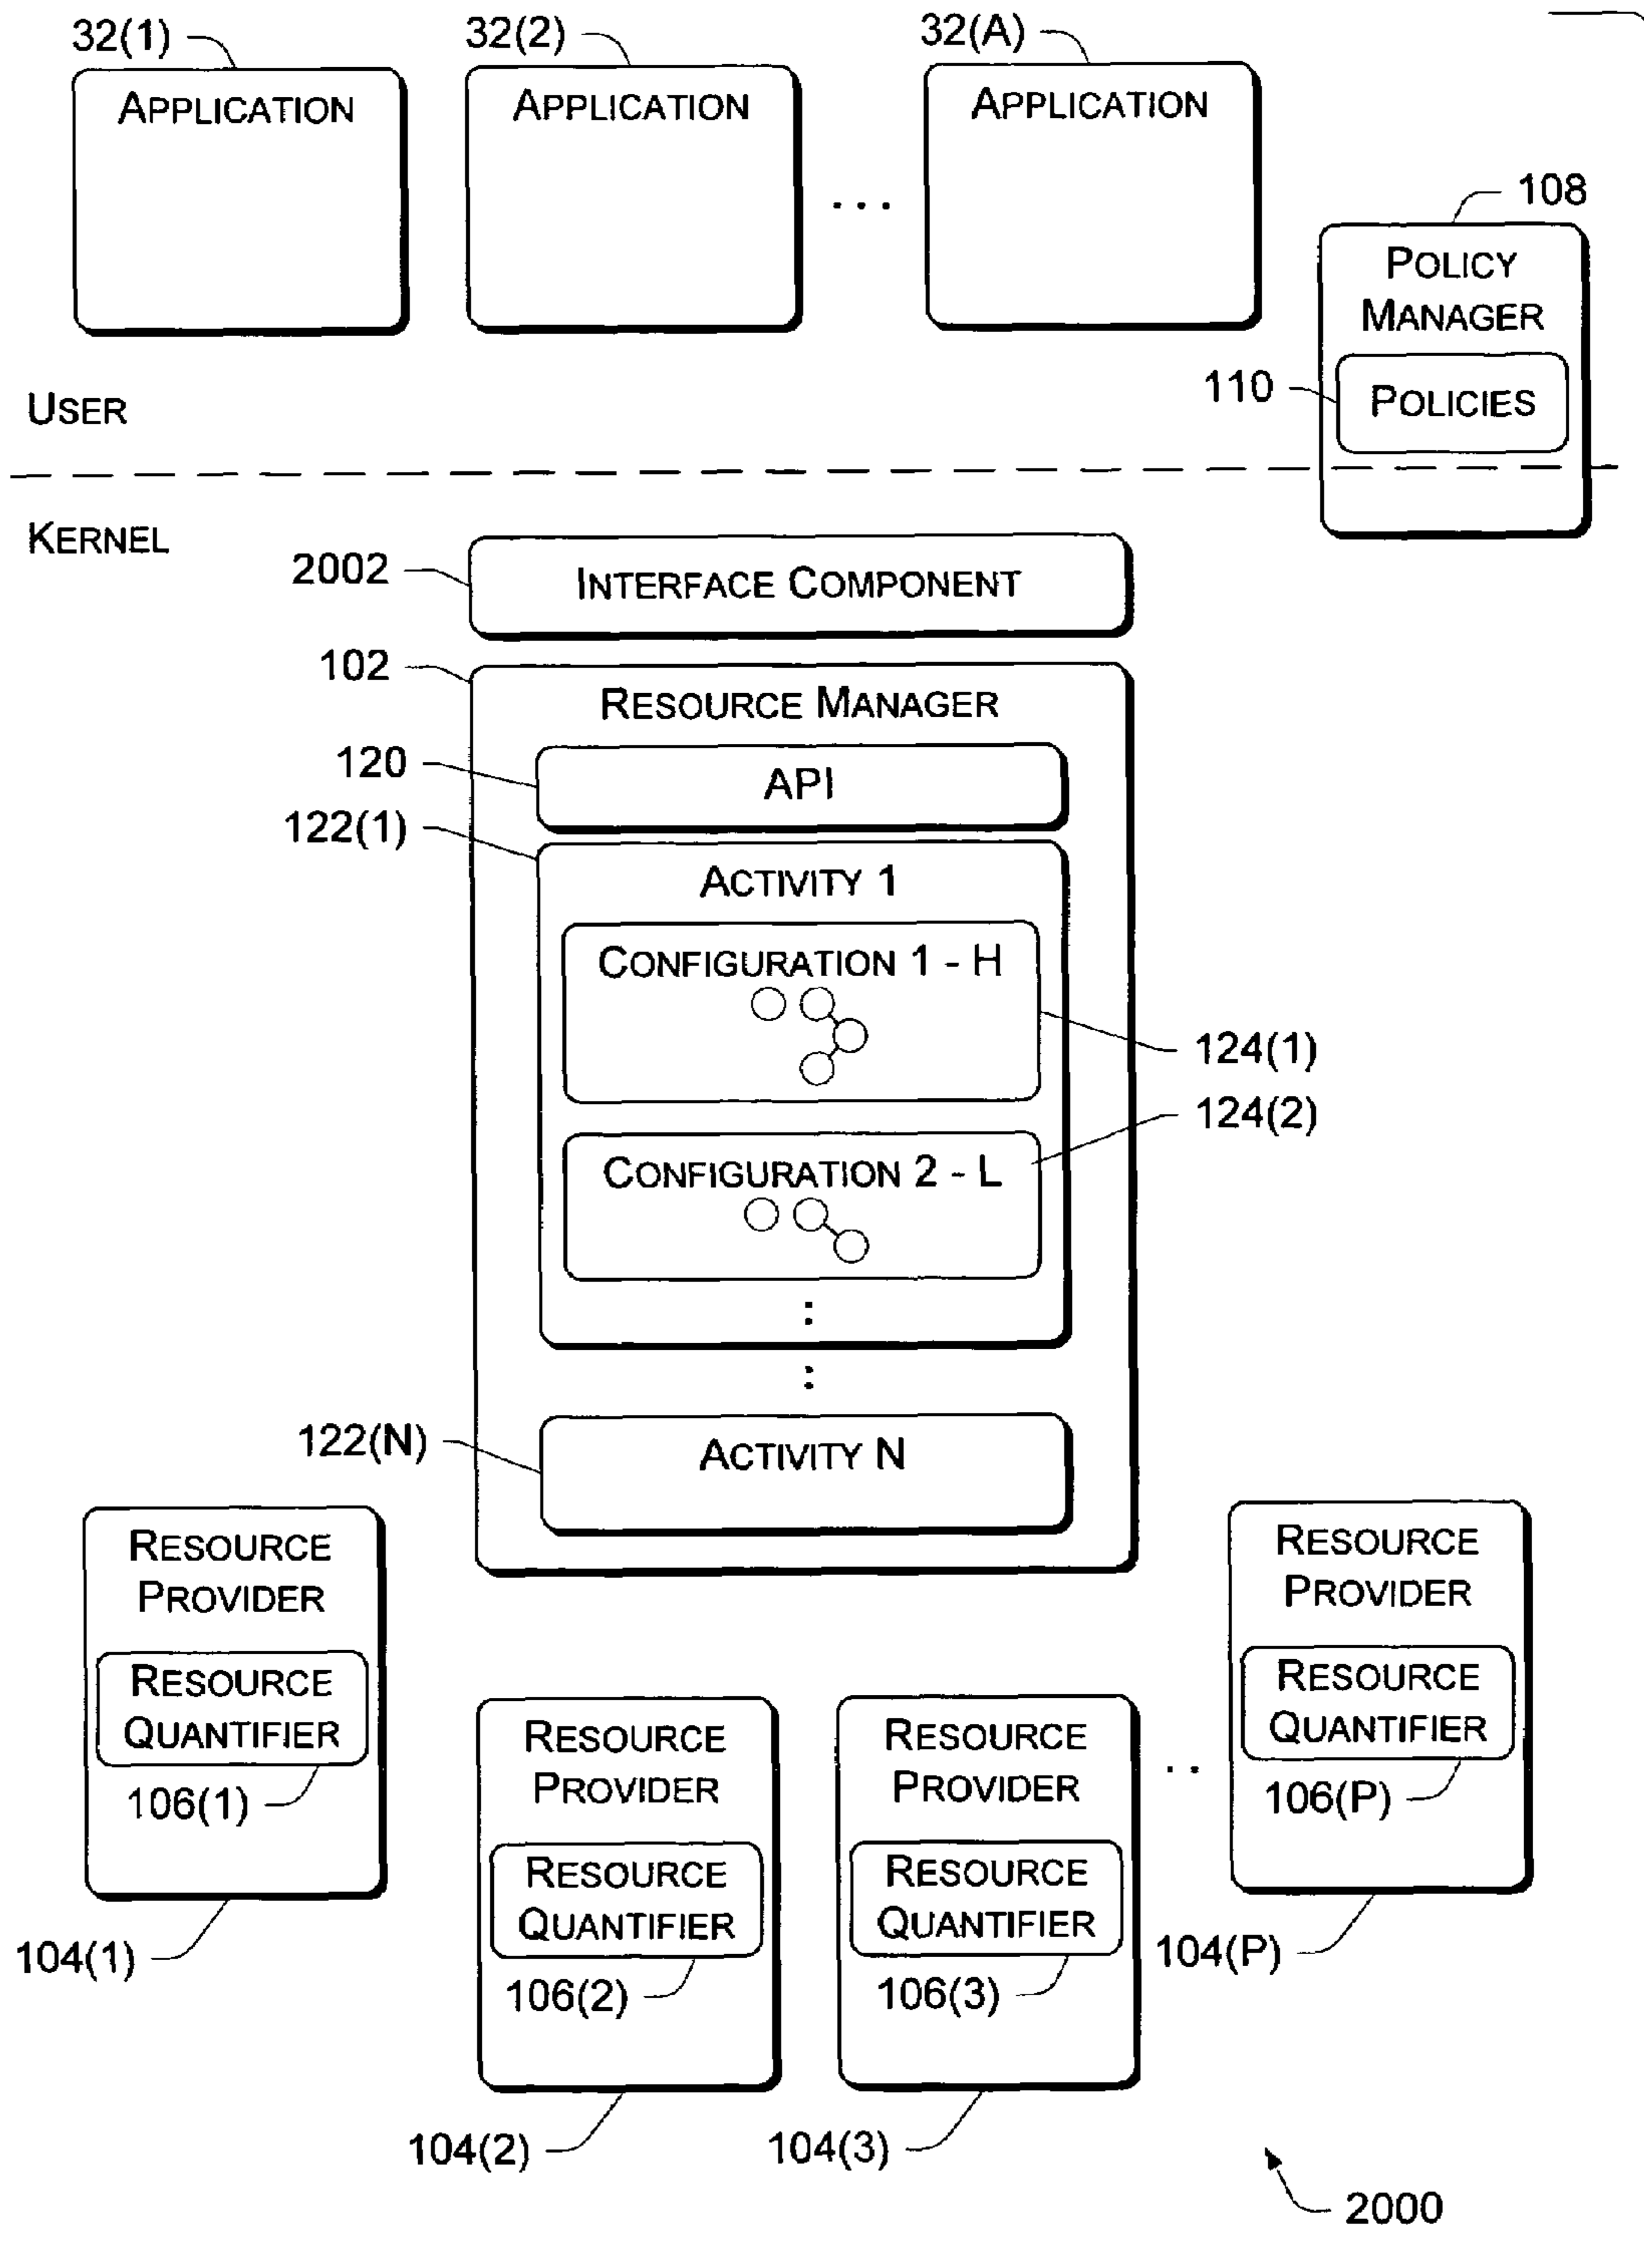 32(1)
32(2)
32(A)
APPLICATION
APPLICATION
APPLICATION
...
108
POLICY
MANAGER
110
POLICIES
USER
KERNEL
2002
INTERFACE COMPONENT
102
RESOURCE MANAGER
120
API
122(1)
ACTIVITY 1
CONFIGURATION 1 - H
124(1)
124(2)
CONFIGURATION 2 - L
122(N)
ACTIVITY N
RESOURCE
PROVIDER
RESOURCE
QUANTIFIER
106(1)
104(1)
RESOURCE
PROVIDER
RESOURCE
QUANTIFIER
106(2)
104(2)
RESOURCE
PROVIDER
RESOURCE
QUANTIFIER
106(3)
104(3)
..
RESOURCE
PROVIDER
RESOURCE
QUANTIFIER
106(P)
104(P)
2000